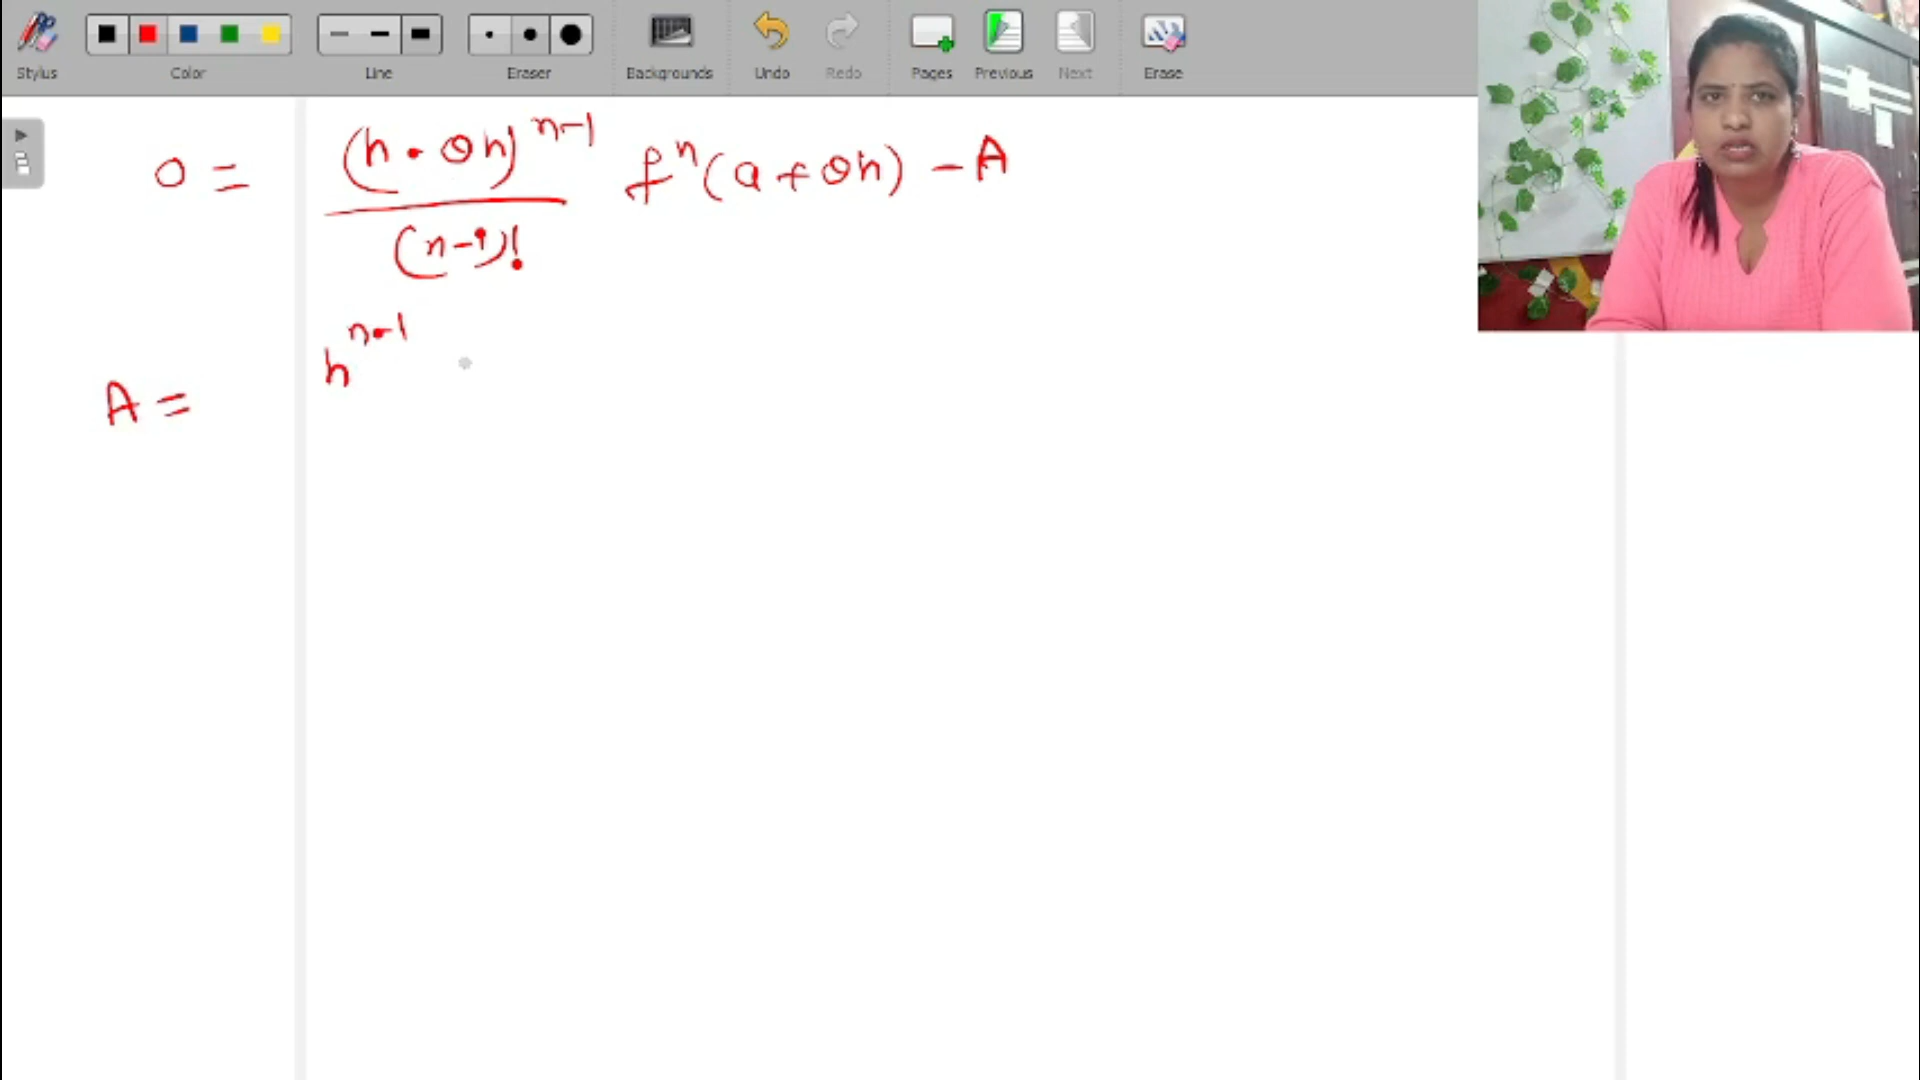 Stylus Color Line Eraser Backgrounds Undo Redo Pages Previous Next Erase
0 = (h - θh)^{n-1} / (n-1)! f^n (a + θh) - A
A = h^{n-1}